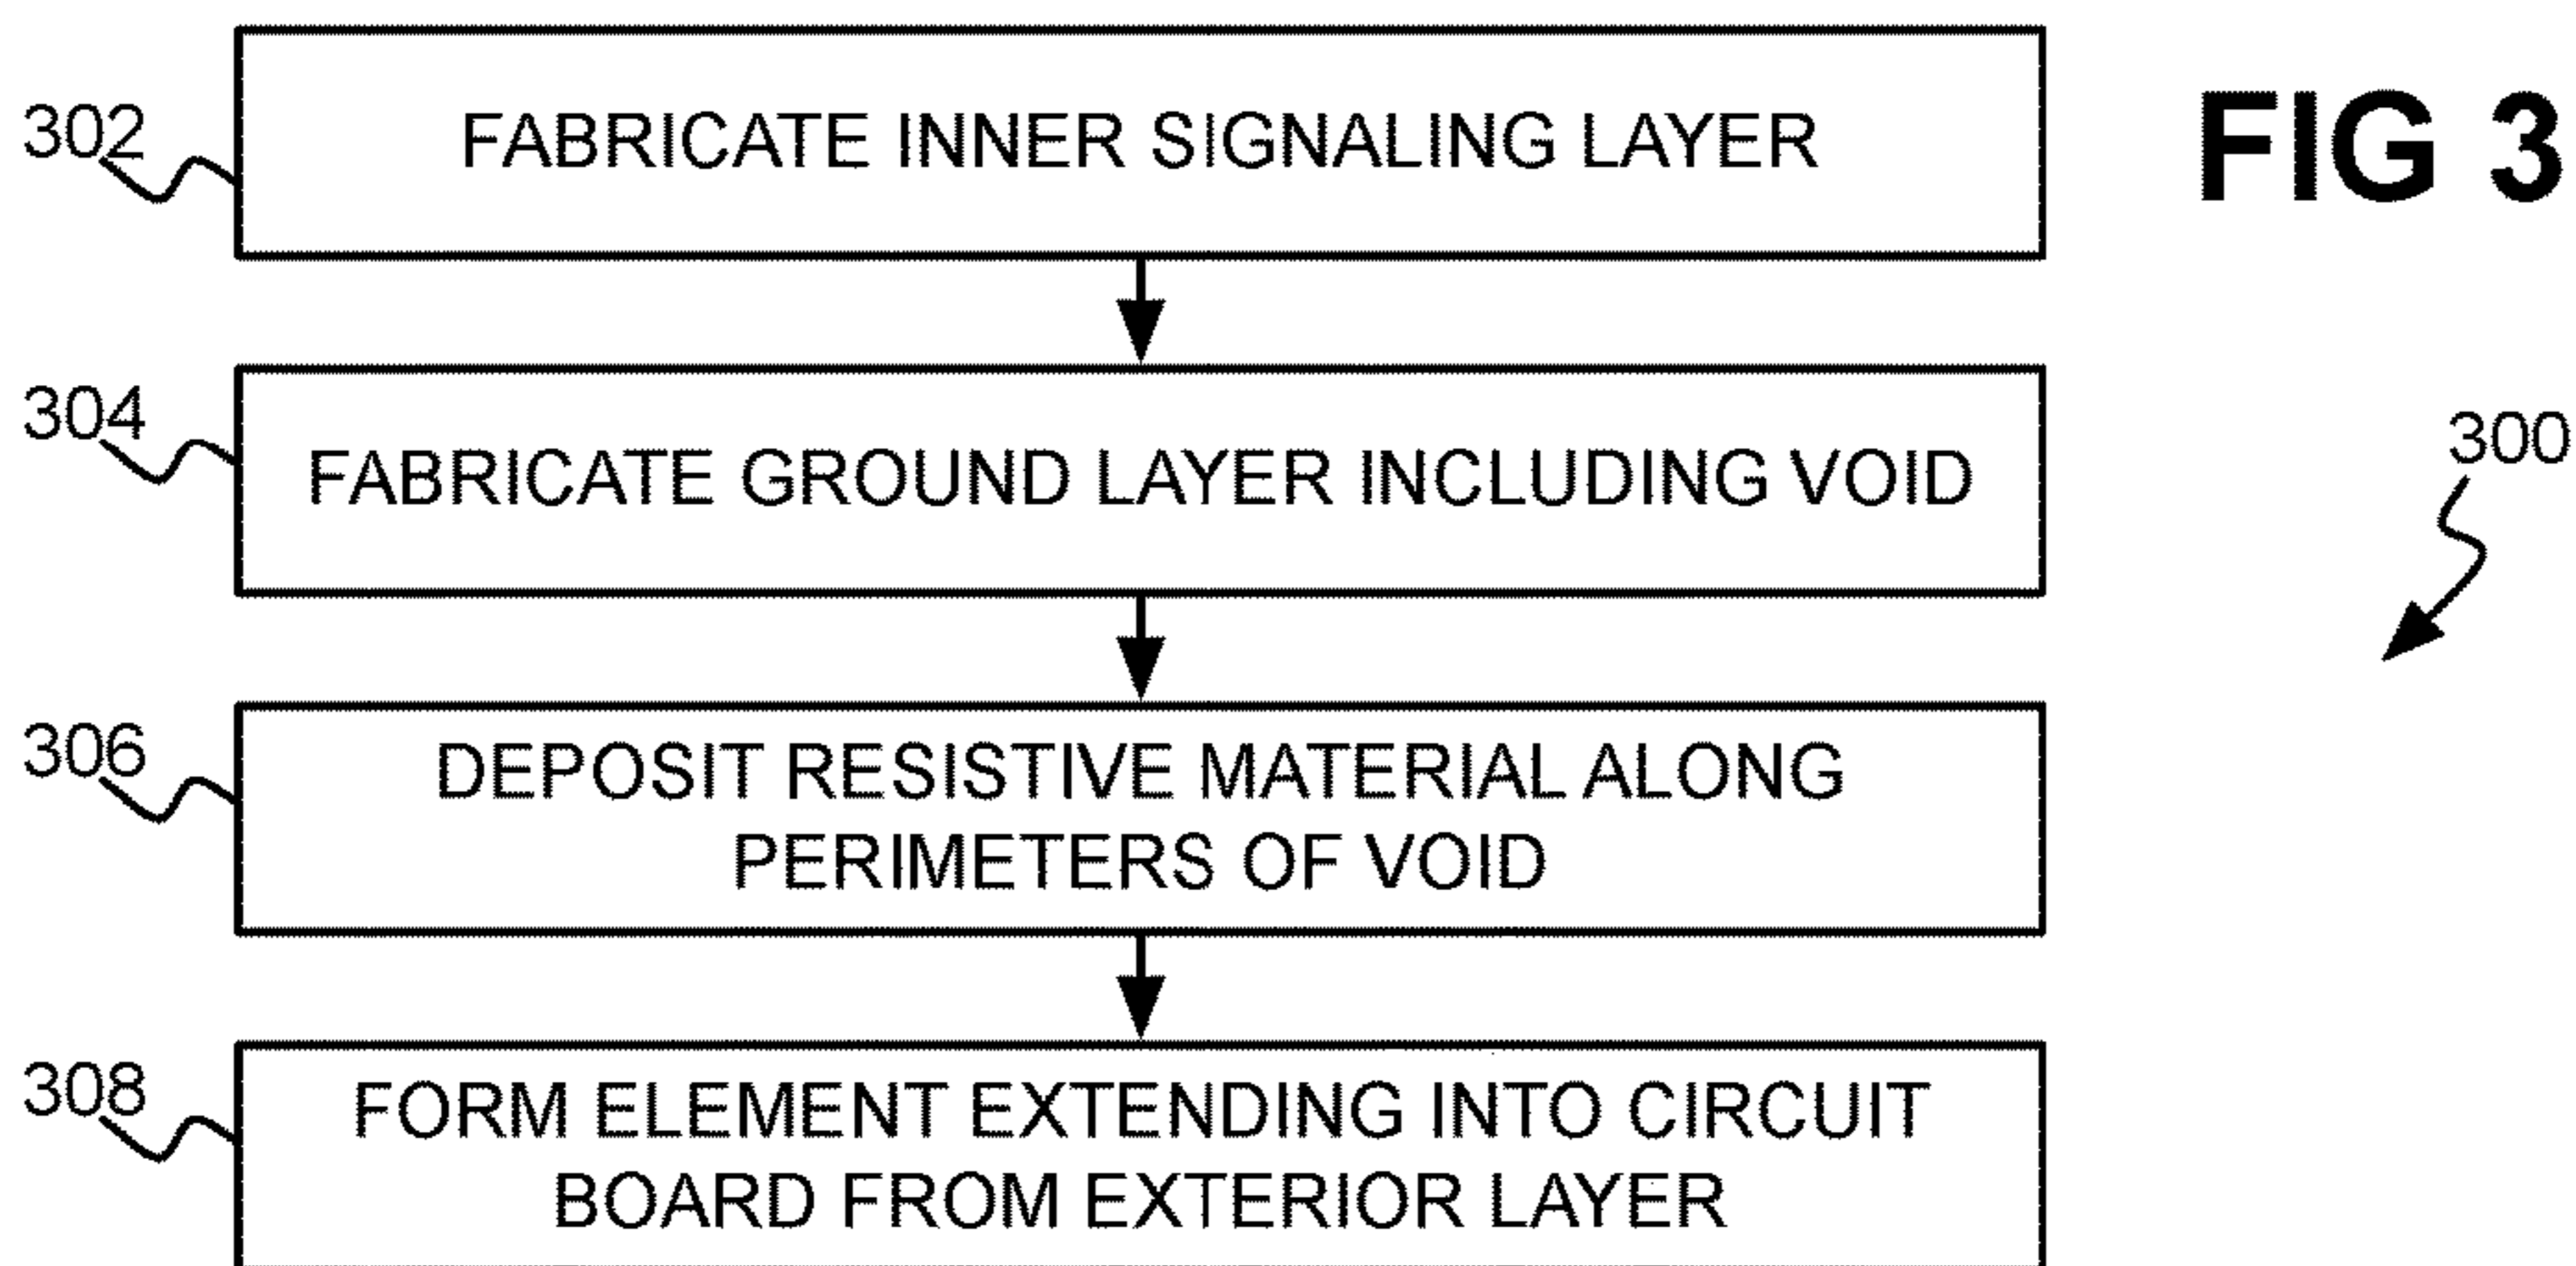 FIG 3
302
FABRICATE INNER SIGNALING LAYER
304
FABRICATE GROUND LAYER INCLUDING VOID
300
306
DEPOSIT RESISTIVE MATERIAL ALONG
PERIMETERS OF VOID
308
FORM ELEMENT EXTENDING INTO CIRCUIT
BOARD FROM EXTERIOR LAYER